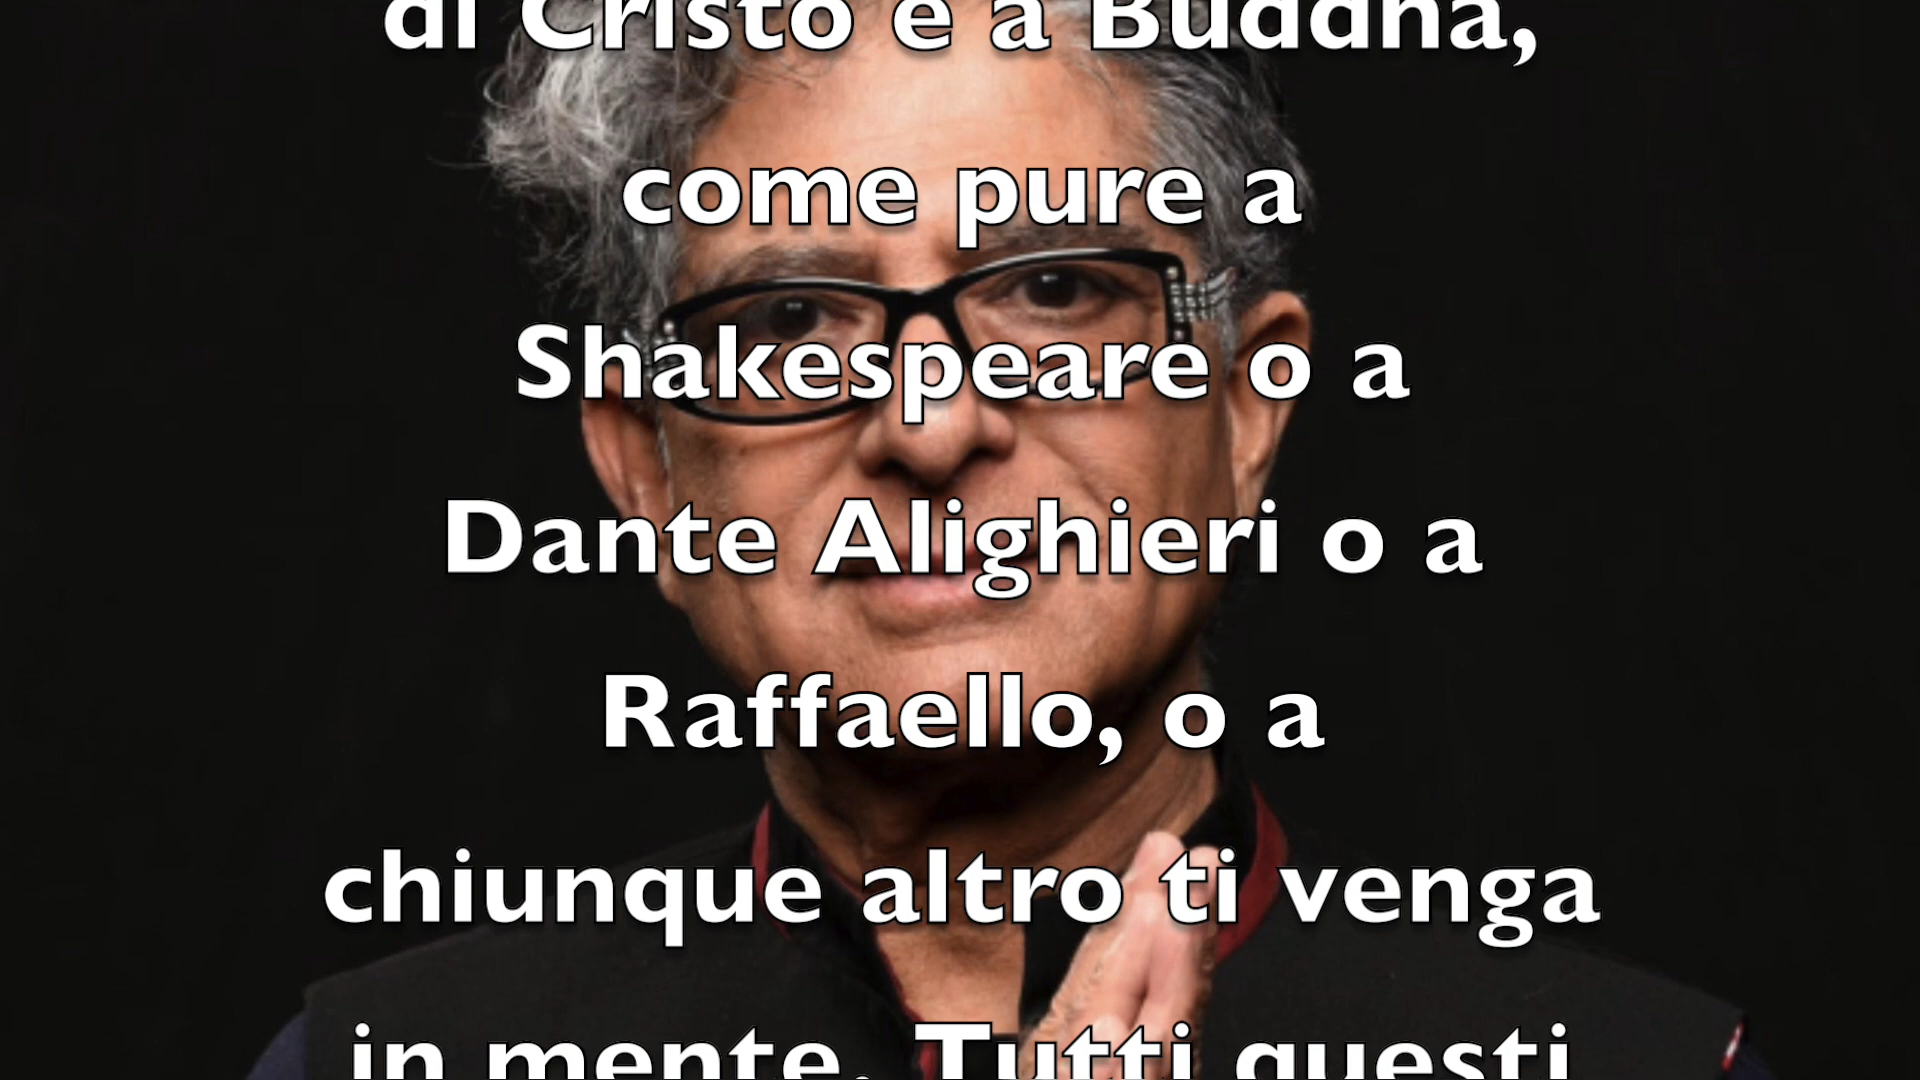 di Cristo e a Buddha,
come pure a
Shakespeare o a
Dante Alighieri o a
Raffaello, o a
chiunque altro ti venga
in mente. Tutti questi